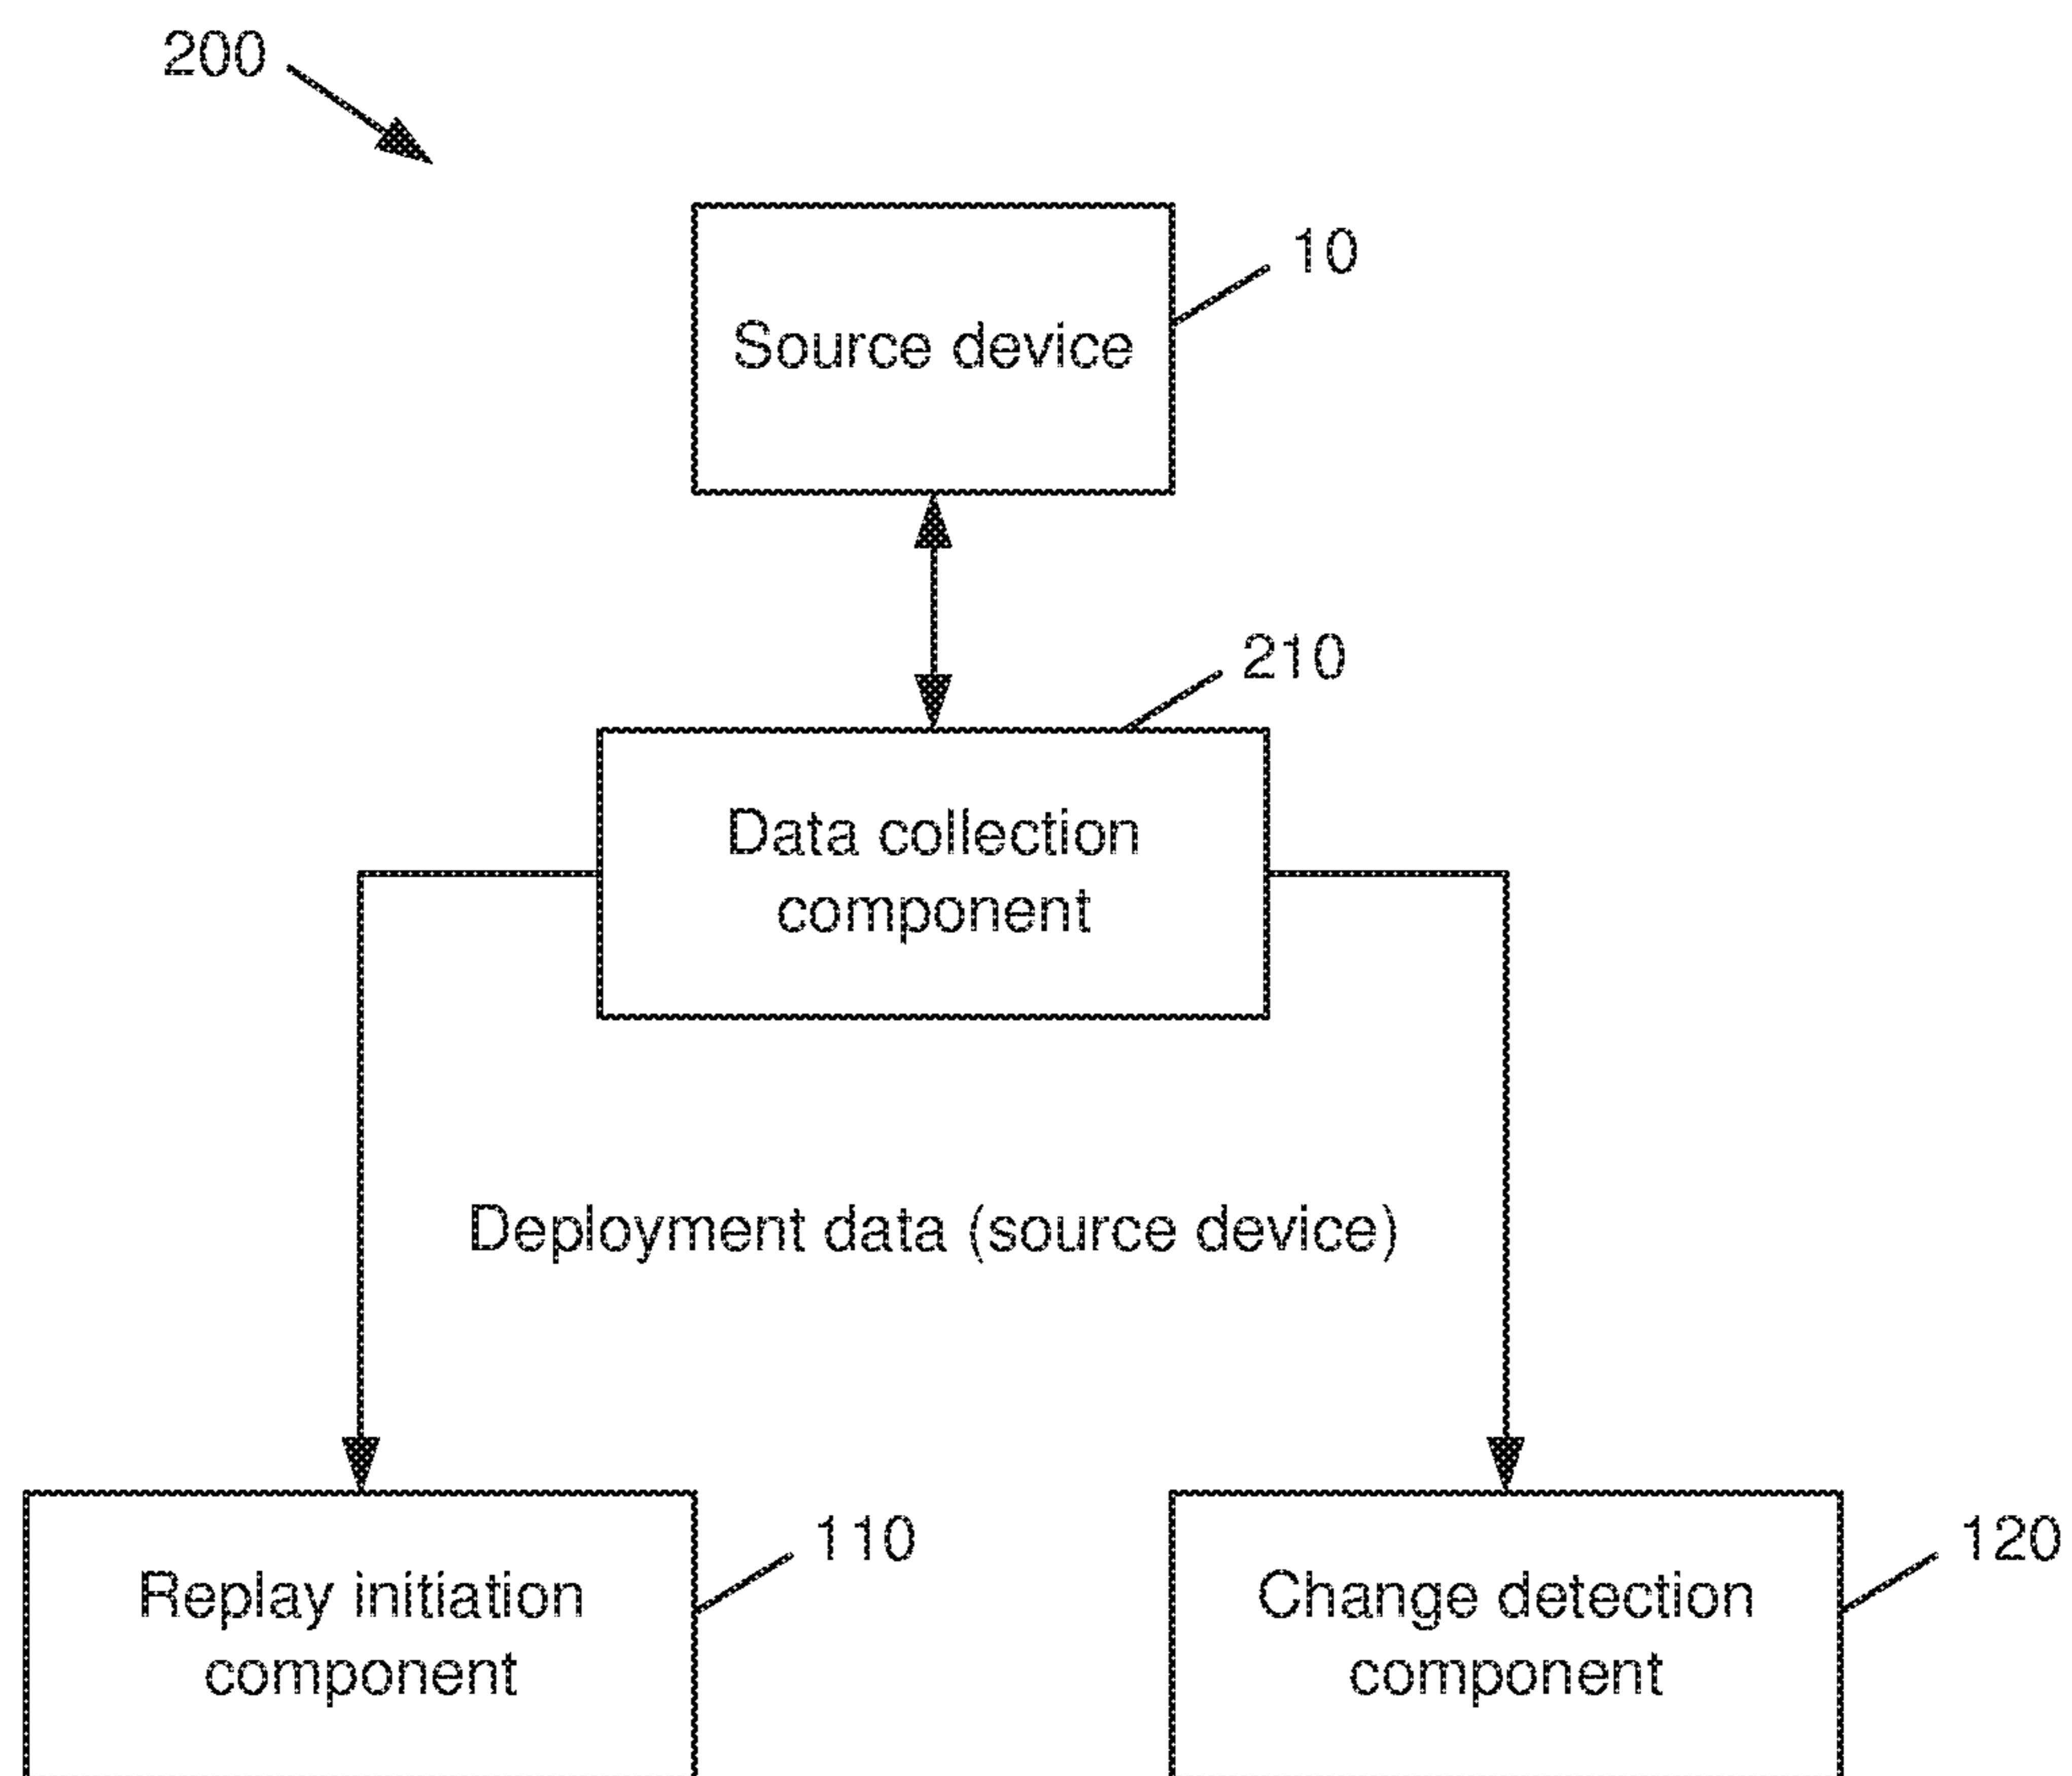 200
10
Source device
210
Data collection
component
Deployment data (source device)
110
Replay initiation
component
120
Change detection
component